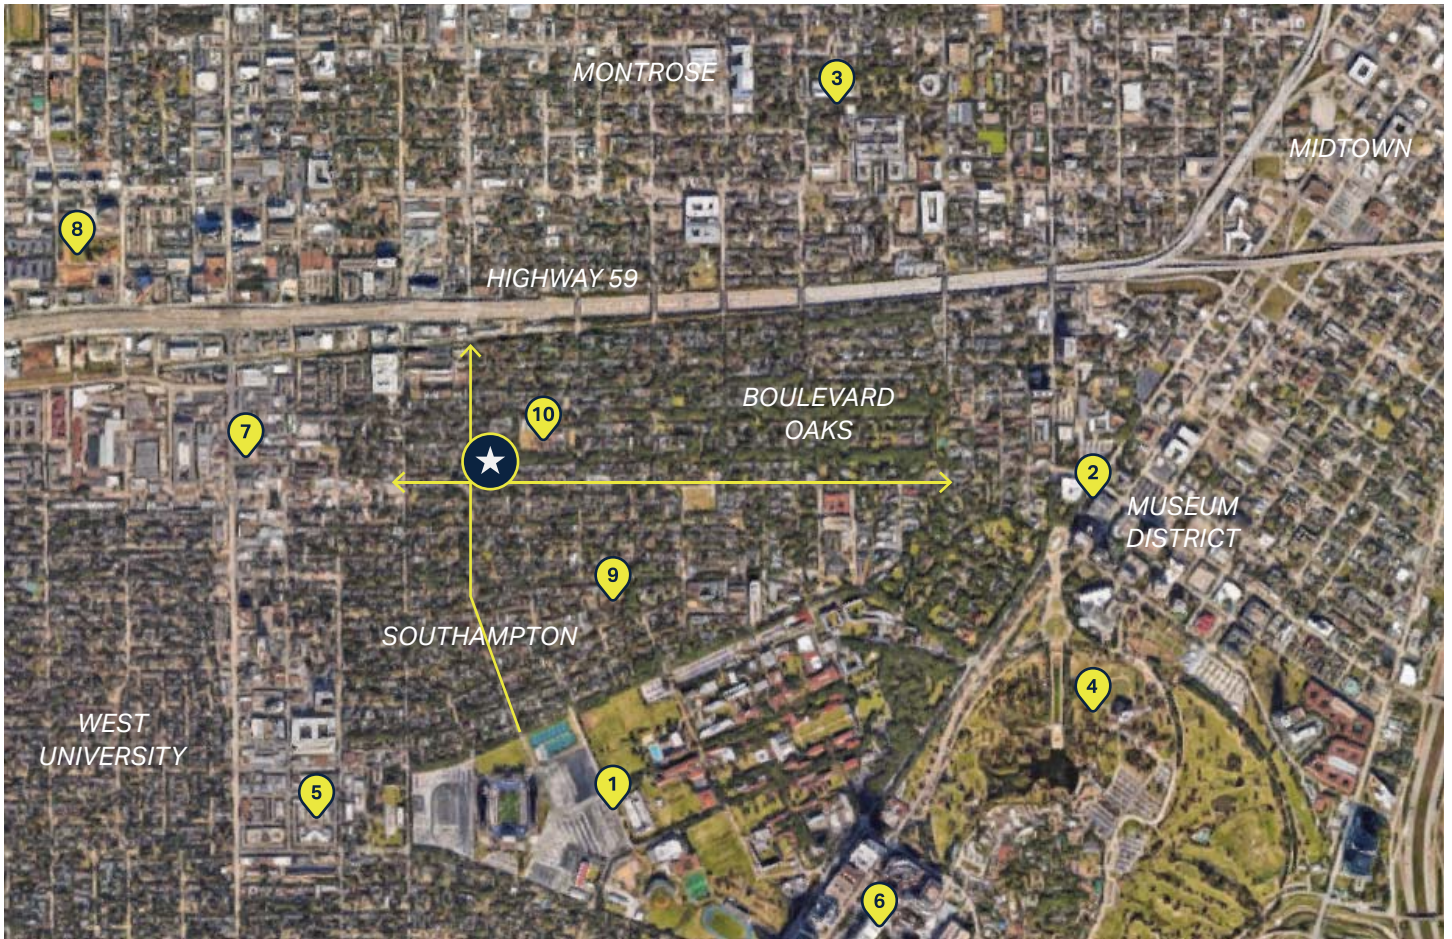 MONTROSE
3
MIDTOWN
8
HIGHWAY 59
BOULEVARD
OAKS
10
7
2
MUSEUM
DISTRICT
9
SOUTHAMPTON
4
WEST
UNIVERSITY
1
5
6